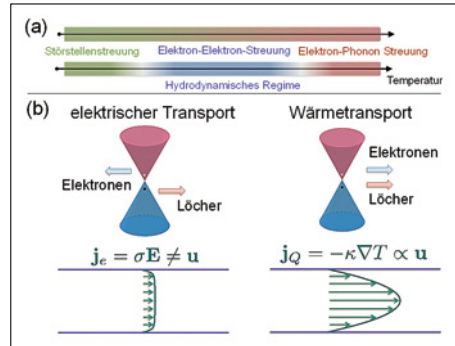 (a)
Störstellenstreuung Elektron-Elektron-Streuung Elektron-Phonon Streuung
Temperatur
Hydrodynamisches Regime
(b)
elektrischer Transport Wärmetransport
Elektronen Löcher
Elektronen
Löcher
j_e = σE ≠ u j_Q = −κ∇T ∝ u